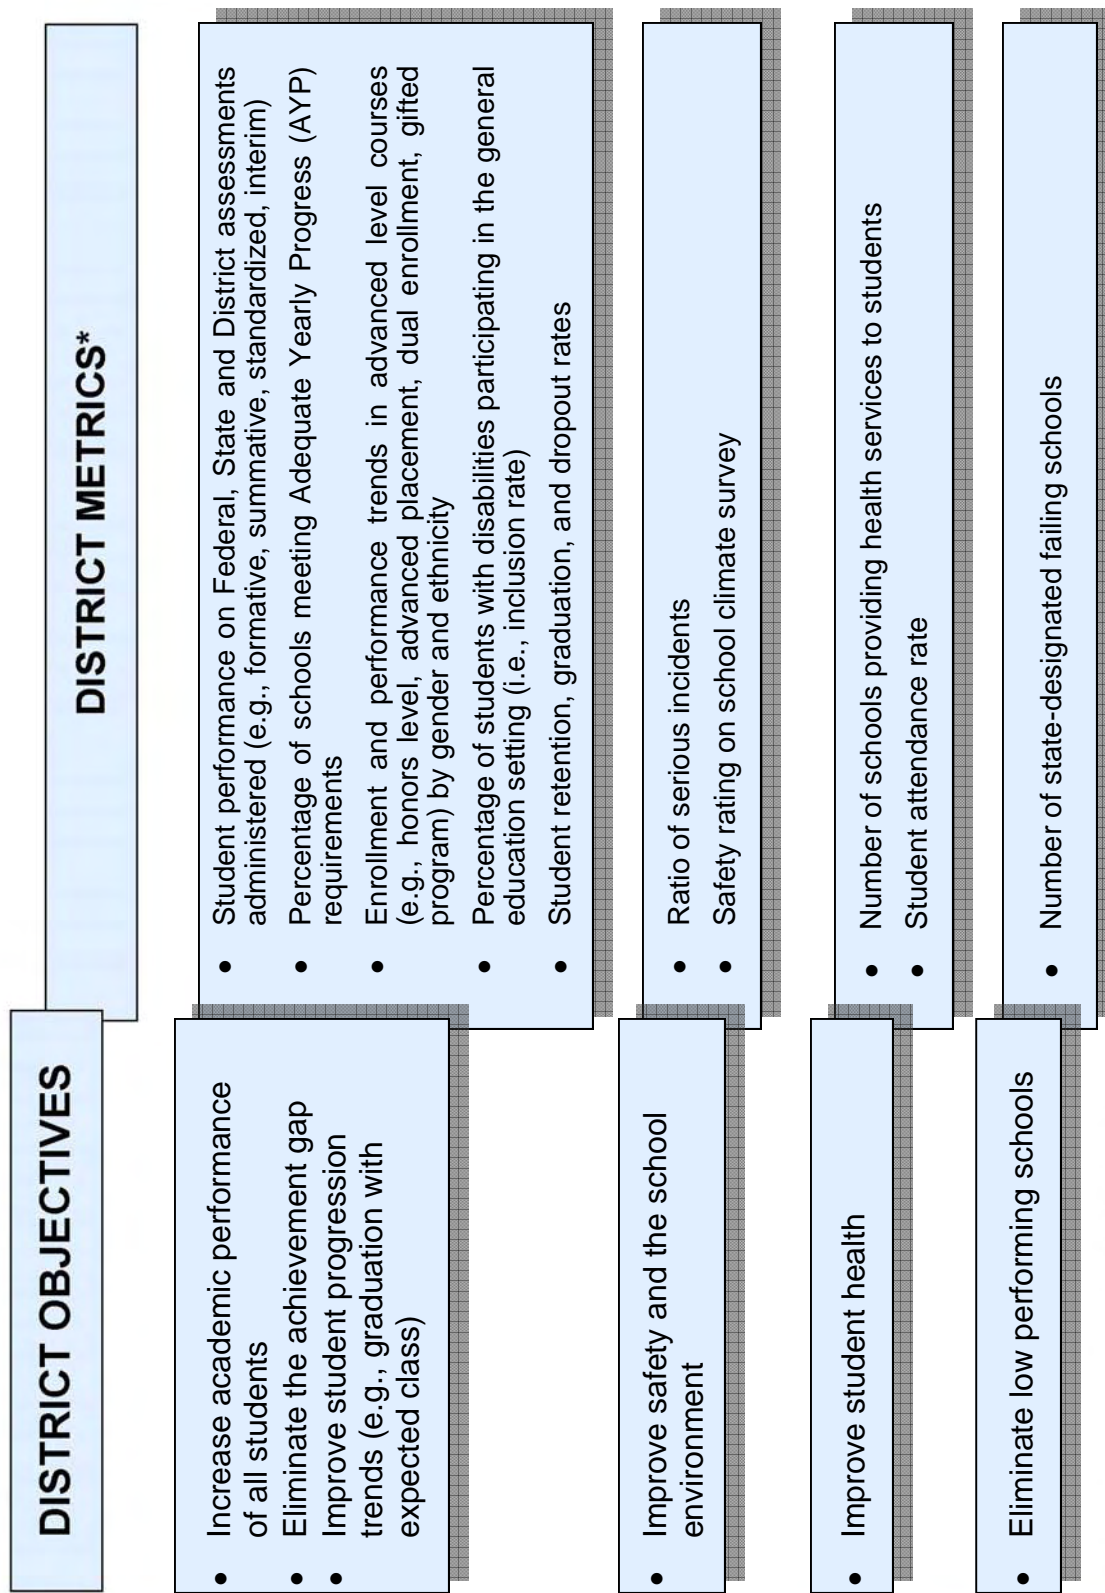 DISTRICT OBJECTIVES
DISTRICT METRICS*
• Increase academic performance
of all students
• Eliminate the achievement gap
• Improve student progression
trends (e.g., graduation with
expected class)
• Student performance on Federal, State and District assessments
administered (e.g., formative, summative, standardized, interim)
• Percentage of schools meeting Adequate Yearly Progress (AYP)
requirements
• Enrollment and performance trends in advanced level courses
(e.g., honors level, advanced placement, dual enrollment, gifted
program) by gender and ethnicity
• Percentage of students with disabilities participating in the general
education setting (i.e., inclusion rate)
• Student retention, graduation, and dropout rates
• Improve safety and the school
environment
• Ratio of serious incidents
• Safety rating on school climate survey
• Improve student health
• Number of schools providing health services to students
• Student attendance rate
• Eliminate low performing schools
• Number of state-designated failing schools